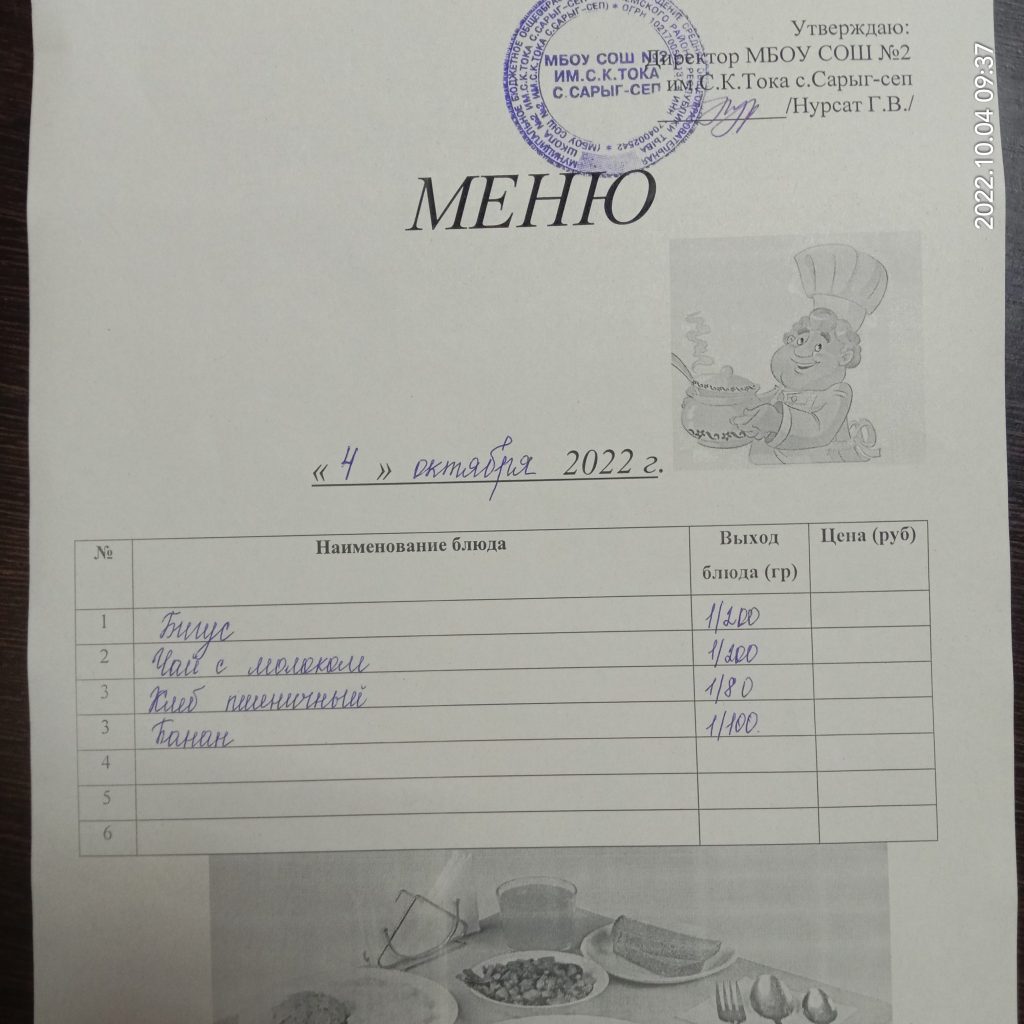 Утверждаю:
Директор МБОУ СОШ №2
им.С.К.Тока с.Сарыг-сеп
/Нурсат Г.В./
МБОУ СОШ №2
ИМ.С.К.ТОКА
С.САРЫГ-СЕП
2022.10.04 09:37
МЕНЮ
« 4 » октября 2022 г.
№ Наименование блюда Выход блюда (гр) Цена (руб)
1 Бигус 1/200
2 Чай с молоком 1/200
3 Хлеб пшеничный 1/80
3 Банан 1/100
4
5
6